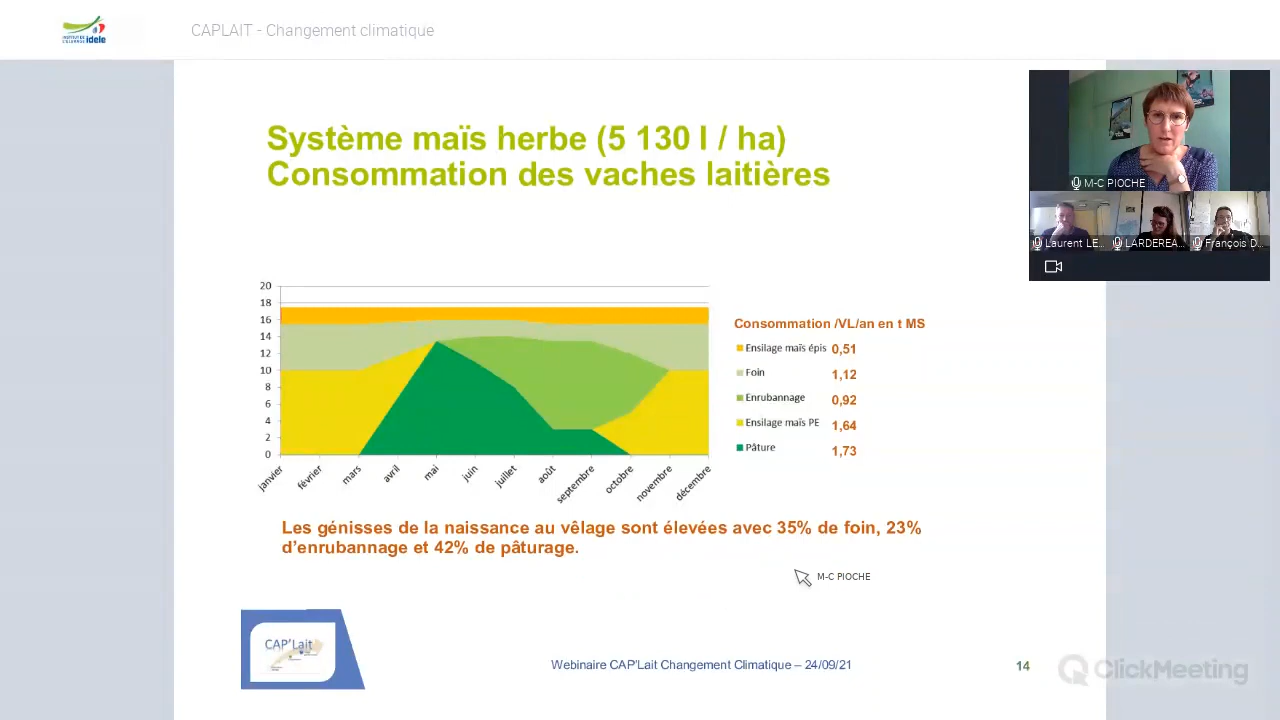 INSTITUT DE L'ELEVAGE idele
CAPLAIT - Changement climatique
M-C PIOCHE
Laurent LE...
LARDEREA...
François D...
Système maïs herbe (5 130 l / ha)
Consommation des vaches laitières
20
18
16
14
12
10
8
6
4
2
0
janvier
février
mars
avril
mai
juin
juillet
août
septembre
octobre
novembre
décembre
Consommation /VL/an en t MS
Ensilage maïs épis 0,51
Foin 1,12
Enrubannage 0,92
Ensilage maïs PE 1,64
Pâture 1,73
Les génisses de la naissance au vêlage sont élevées avec 35% de foin, 23%
d'enrubannage et 42% de pâturage.
M-C PIOCHE
CAP'Lait
Webinaire CAP'Lait Changement Climatique – 24/09/21
14
ClickMeeting